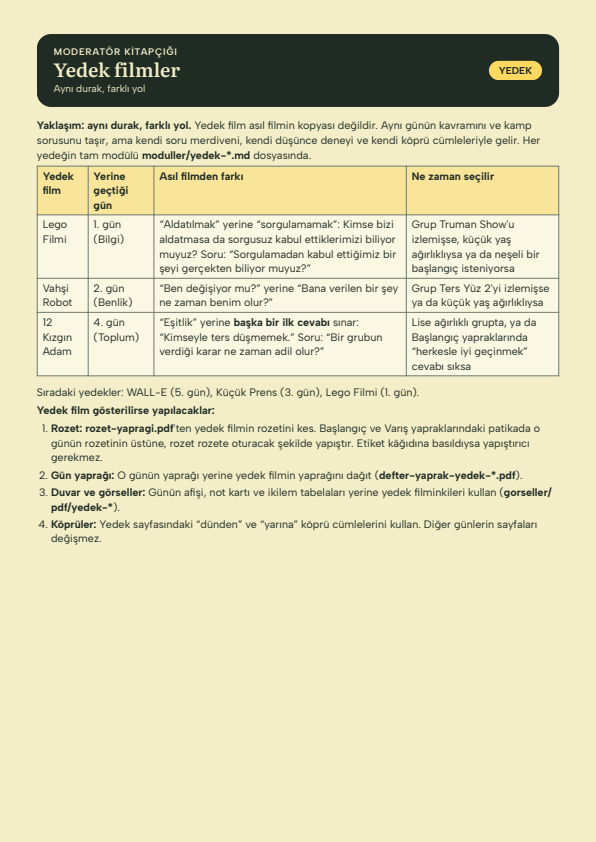 MODERATÖR KİTAPÇIĞI
Yedek filmler
Aynı durak, farklı yol
YEDEK
Yaklaşım: aynı durak, farklı yol. Yedek film asıl filmin kopyası değildir. Aynı günün kavramını ve kamp
sorusunu taşır, ama kendi soru merdiveni, kendi düşünce deneyi ve kendi köprü cümleleriyle gelir. Her
yedeğin tam modülü moduller/yedek-*.md dosyasında.
Yedek film
Yerine geçtiği gün
Asıl filmden farkı
Ne zaman seçilir
Lego Filmi
1. gün (Bilgi)
“Aldatılmak” yerine “sorgulamamak”: Kimse bizi
aldatmasa da sorgusuz kabul ettiklerimizi biliyor
muyuz? Soru: “Sorgulamadan kabul ettiğimiz bir
şeyi gerçekten biliyor muyuz?”
Grup Truman Show'u
izlemişse, küçük yaş
ağırlıklıysa ya da neşeli bir
başlangıç isteniyorsa
Vahşi Robot
2. gün (Benlik)
“Ben değişiyor mu?” yerine “Bana verilen bir şey
ne zaman benim olur?”
Grup Ters Yüz 2'yi izlemişse
ya da küçük yaş ağırlıklıysa
12 Kızgın Adam
4. gün (Toplum)
“Eşitlik” yerine başka bir ilk cevabı sınar:
“Kimseyle ters düşmemek.” Soru: “Bir grubun
verdiği karar ne zaman adil olur?”
Lise ağırlıklı grupta, ya da
Başlangıç yapraklarında
“herkesle iyi geçinmek”
cevabı sıksa
Sıradaki yedekler: WALL-E (5. gün), Küçük Prens (3. gün), Lego Filmi (1. gün).
Yedek film gösterilirse yapılacaklar:
1. Rozet: rozet-yapragi.pdf'ten yedek filmin rozetini kes. Başlangıç ve Varış yapraklarındaki patikada o
günün rozetinin üstüne, rozet rozete oturacak şekilde yapıştır. Etiket kâğıdına basıldıysa yapıştırıcı
gerekmez.
2. Gün yaprağı: O günün yaprağı yerine yedek filmin yaprağını dağıt (defter-yaprak-yedek-*.pdf).
3. Duvar ve görseller: Günün afişi, not kartı ve ikilem tabelaları yerine yedek filminkileri kullan (gorseller/
pdf/yedek-*).
4. Köprüler: Yedek sayfasındaki “dünden” ve “yarına” köprü cümlelerini kullan. Diğer günlerin sayfaları
değişmez.